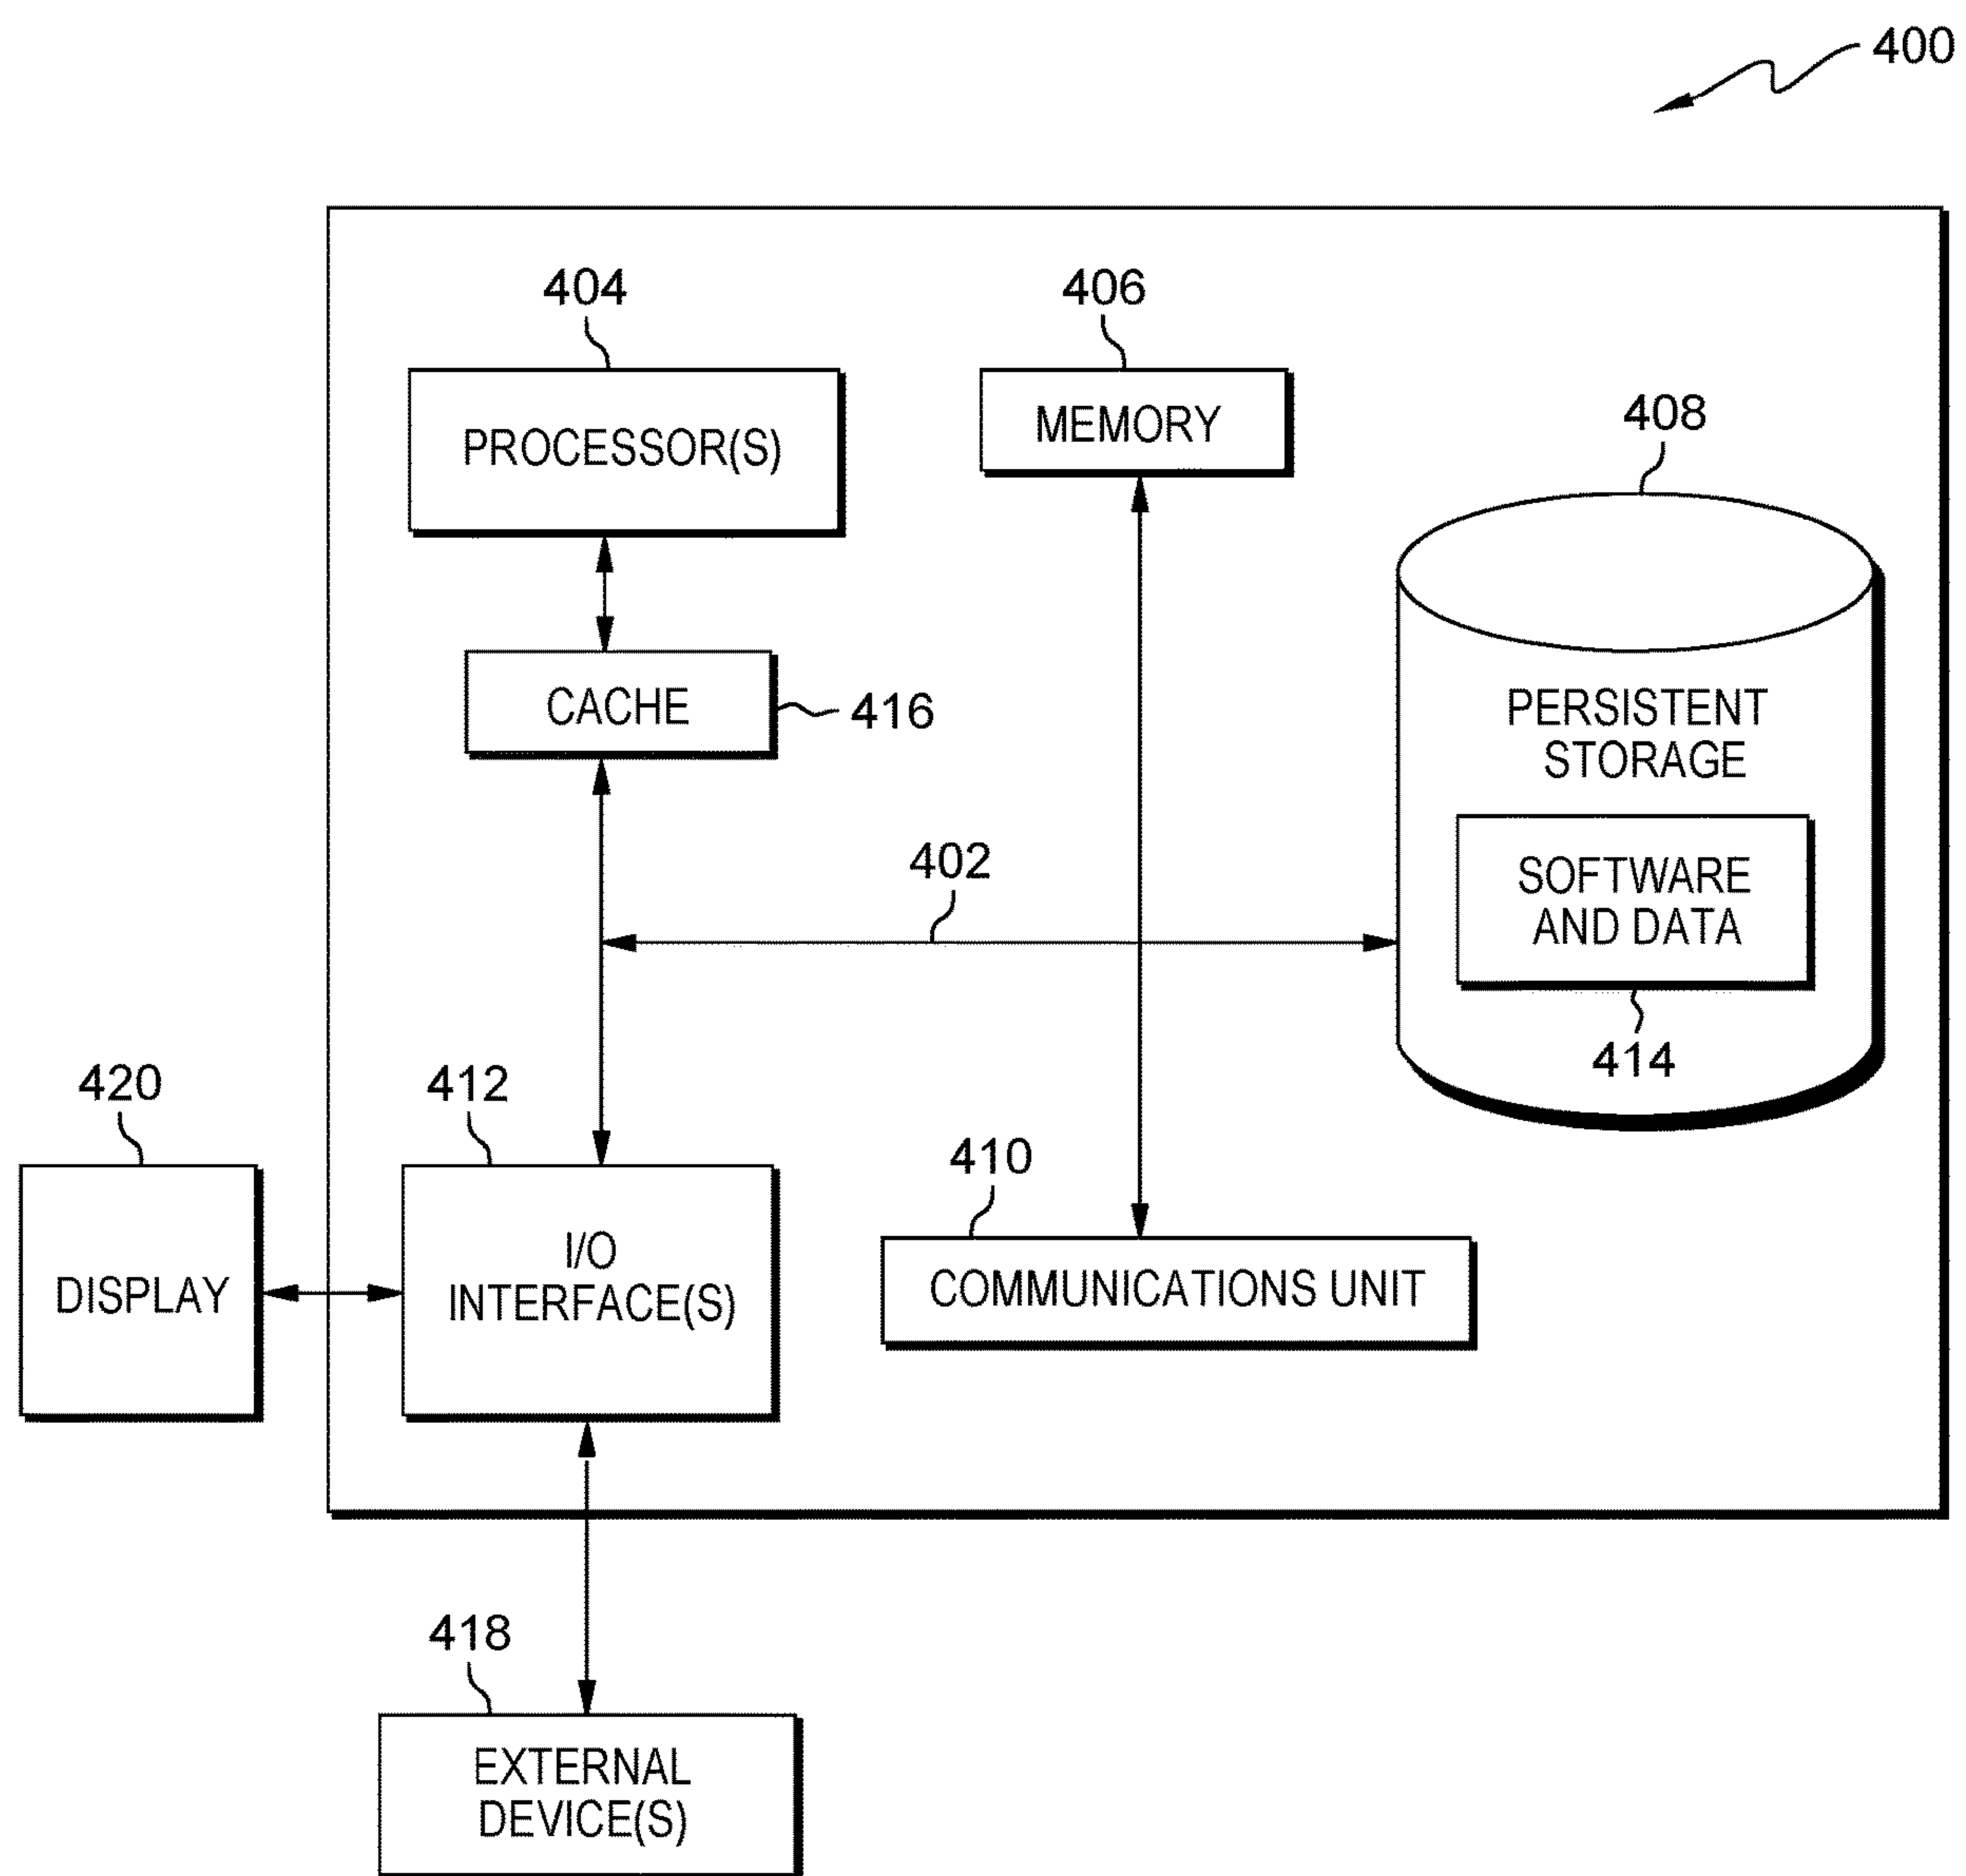 400
404
406
PROCESSOR(S)
MEMORY
408
CACHE
416
PERSISTENT
STORAGE
402
SOFTWARE
AND DATA
414
420
412
410
DISPLAY
I/O
INTERFACE(S)
COMMUNICATIONS UNIT
418
EXTERNAL
DEVICE(S)